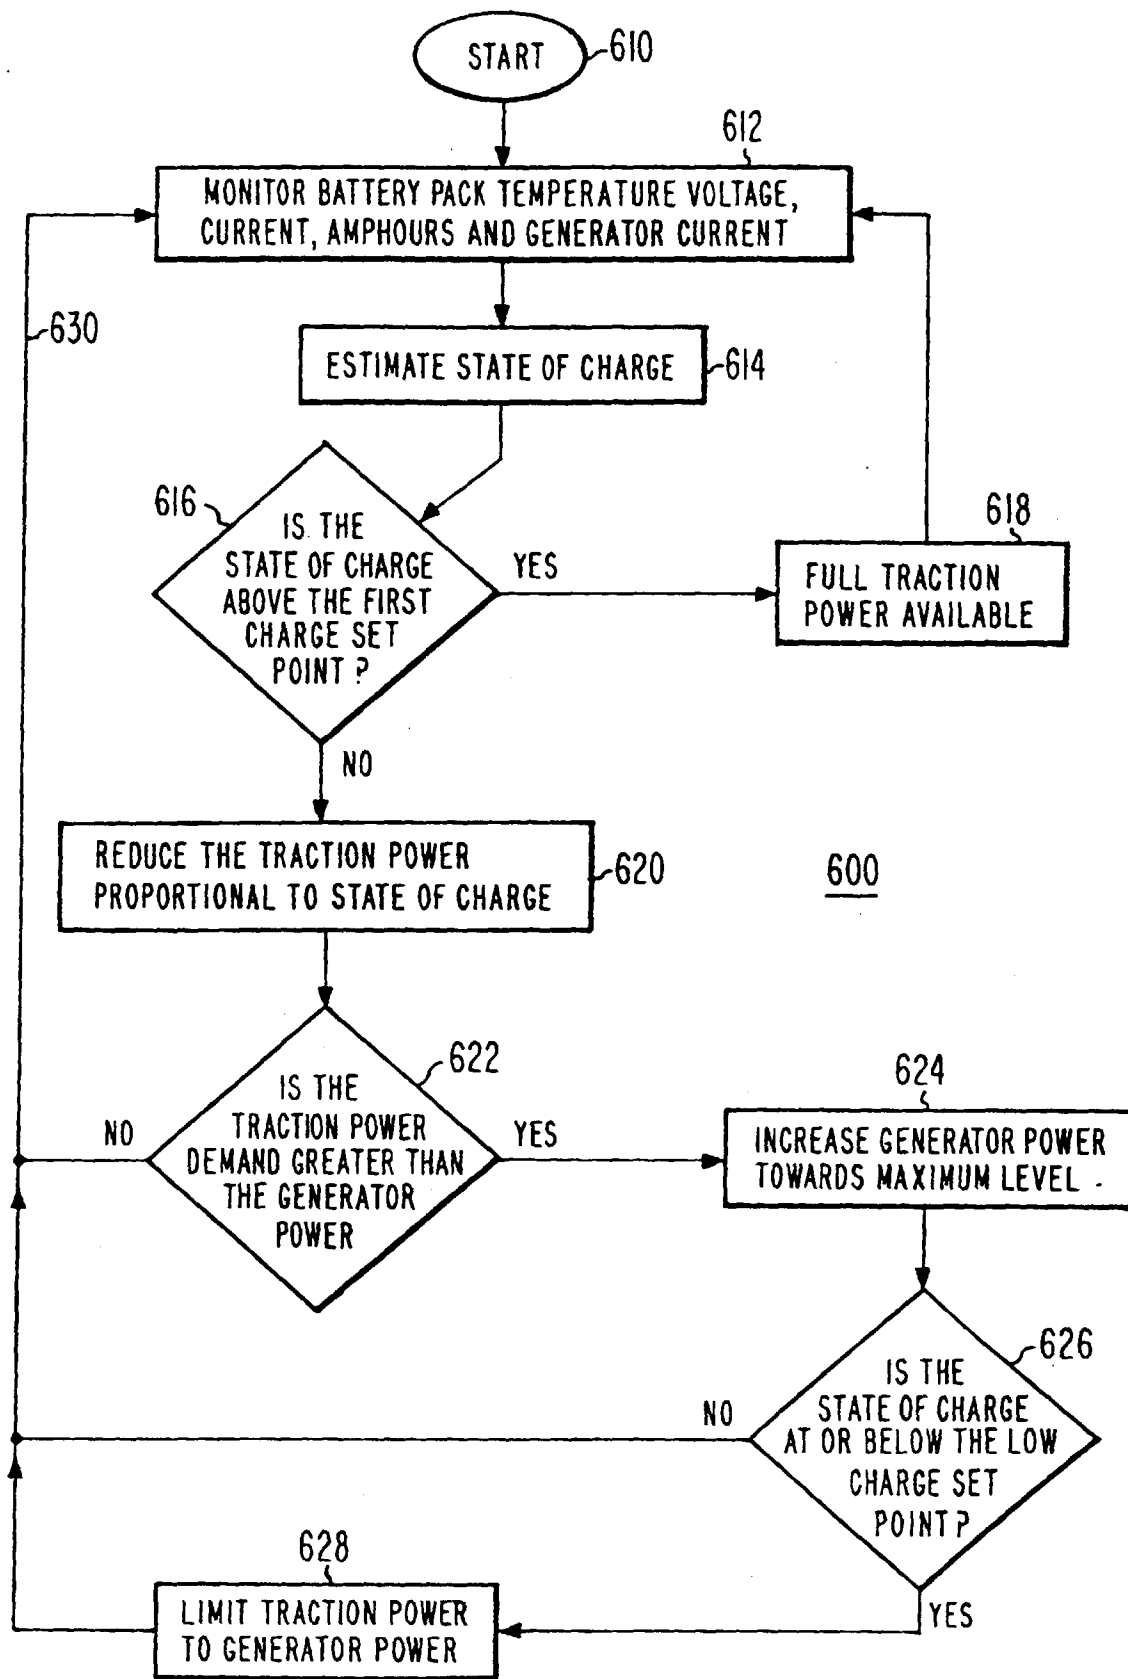 START
610
612
MONITOR BATTERY PACK TEMPERATURE VOLTAGE,
CURRENT, AMPHOURS AND GENERATOR CURRENT
630
ESTIMATE STATE OF CHARGE
614
616
IS THE
STATE OF CHARGE
ABOVE THE FIRST
CHARGE SET
POINT?
YES
618
FULL TRACTION
POWER AVAILABLE
NO
REDUCE THE TRACTION POWER
PROPORTIONAL TO STATE OF CHARGE
620
600
622
IS THE
TRACTION POWER
DEMAND GREATER THAN
THE GENERATOR
POWER
NO
YES
624
INCREASE GENERATOR POWER
TOWARDS MAXIMUM LEVEL
626
IS THE
STATE OF CHARGE
AT OR BELOW THE LOW
CHARGE SET
POINT?
NO
YES
628
LIMIT TRACTION POWER
TO GENERATOR POWER